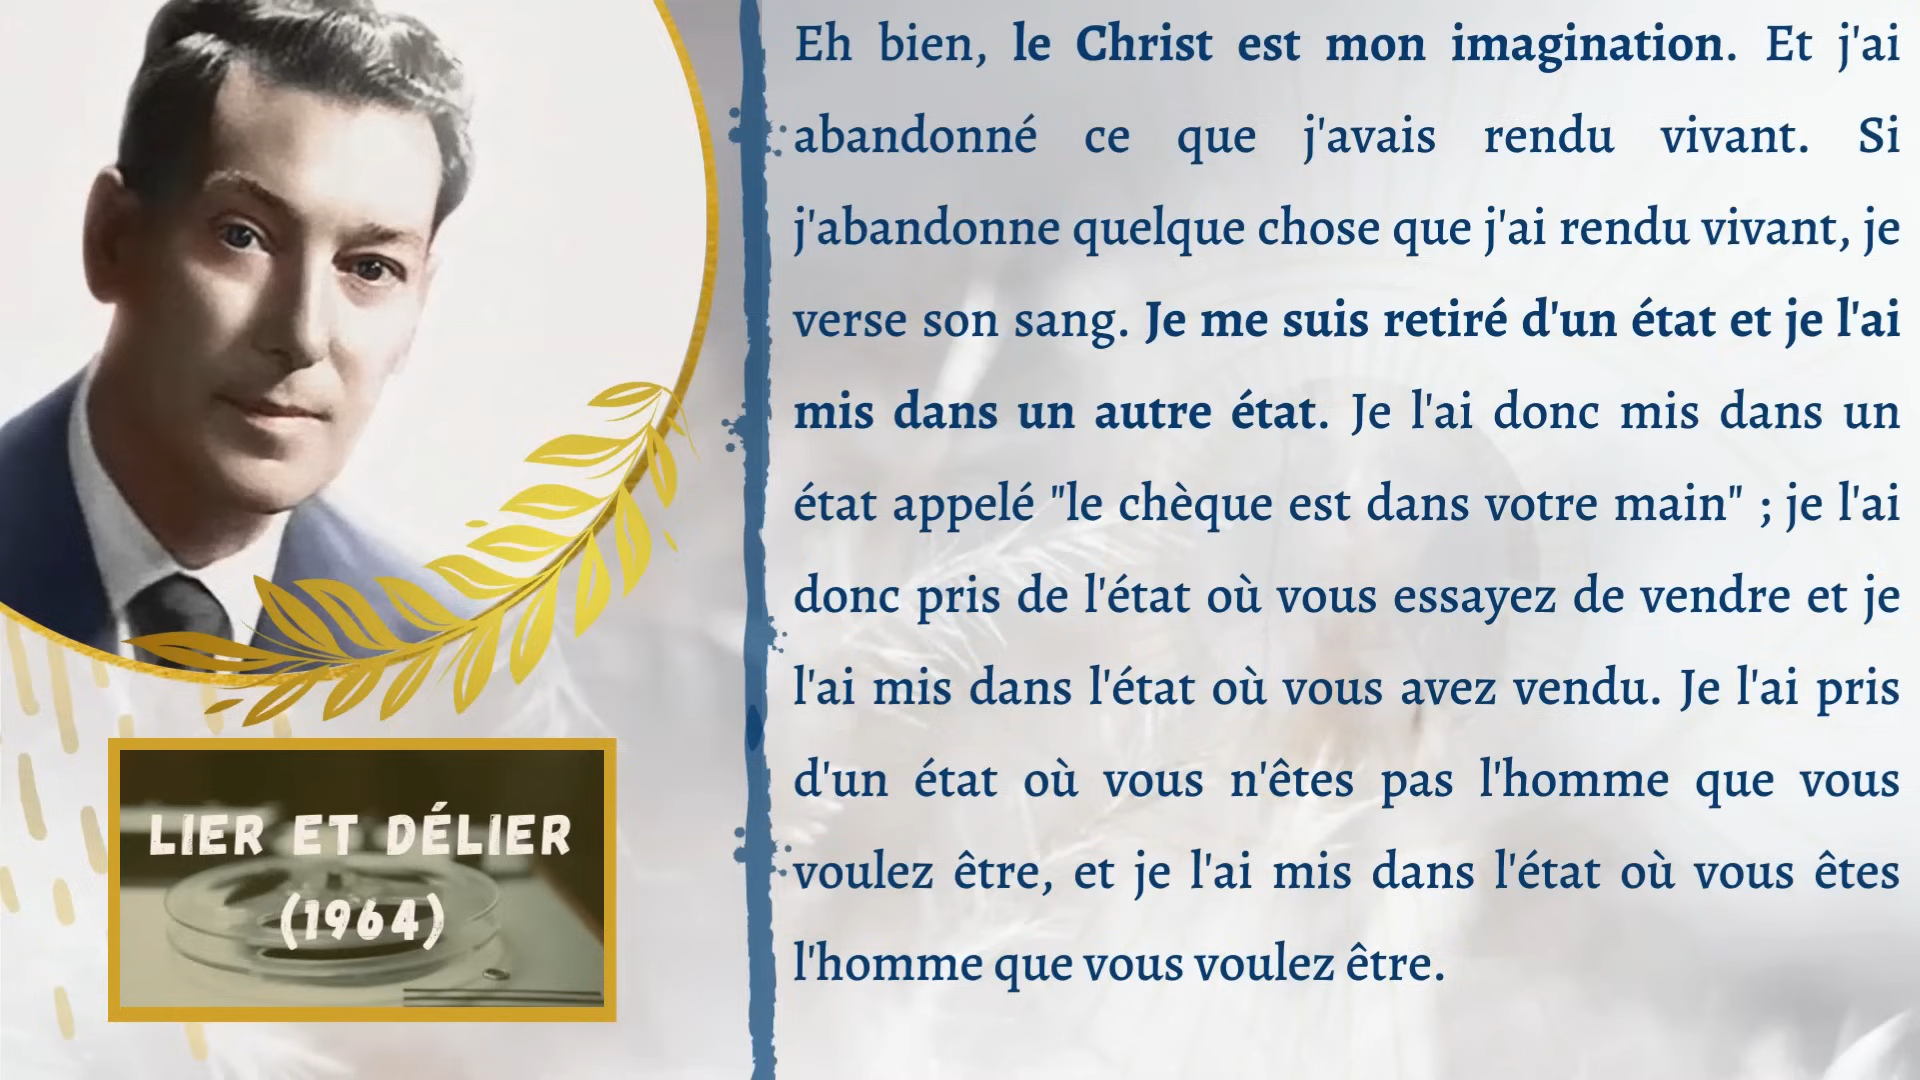 Eh bien, le Christ est mon imagination. Et j'ai
abandonné ce que j'avais rendu vivant. Si
j'abandonne quelque chose que j'ai rendu vivant, je
verse son sang. Je me suis retiré d'un état et je l'ai
mis dans un autre état. Je l'ai donc mis dans un
état appelé "le chèque est dans votre main" ; je l'ai
donc pris de l'état où vous essayez de vendre et je
l'ai mis dans l'état où vous avez vendu. Je l'ai pris
d'un état où vous n'êtes pas l'homme que vous
voulez être, et je l'ai mis dans l'état où vous êtes
l'homme que vous voulez être.
LIER ET DÉLIER
(1964)